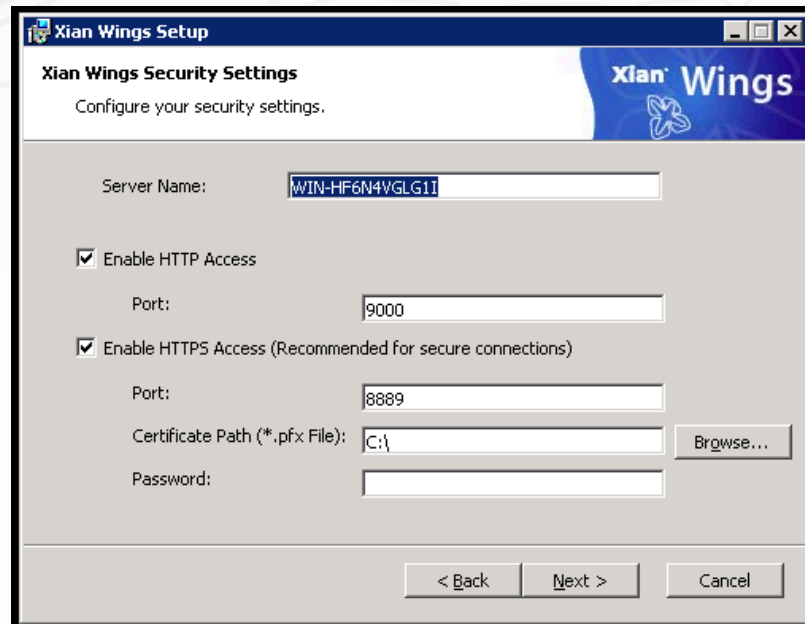 Xian Wings Setup
Xian Wings Security Settings
Configure your security settings.
Xian Wings
Server Name: WIN-HF6N4VGLG1I
Enable HTTP Access
Port: 9000
Enable HTTPS Access (Recommended for secure connections)
Port: 8889
Certificate Path (*.pfx File): C:\ Browse...
Password:
< Back Next > Cancel